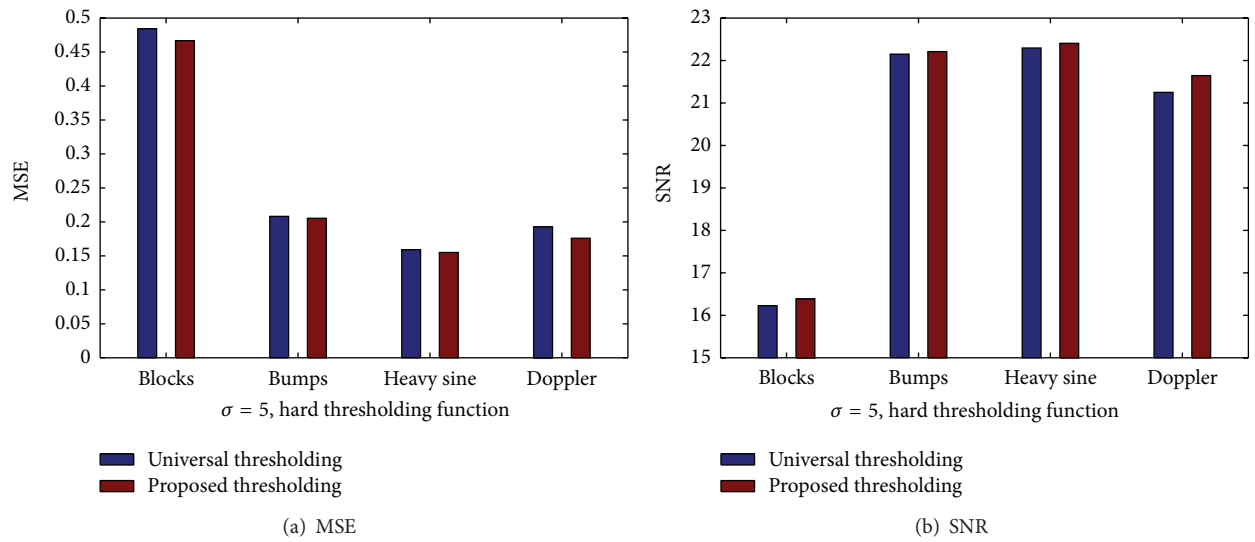 0.5
0.45
0.4
0.35
0.3
0.25
0.2
0.15
0.1
0.05
0
MSE
Blocks Bumps Heavy sine Doppler
σ = 5, hard thresholding function
Universal thresholding
Proposed thresholding
(a) MSE
23
22
21
20
19
18
17
16
15
SNR
Blocks Bumps Heavy sine Doppler
σ = 5, hard thresholding function
Universal thresholding
Proposed thresholding
(b) SNR